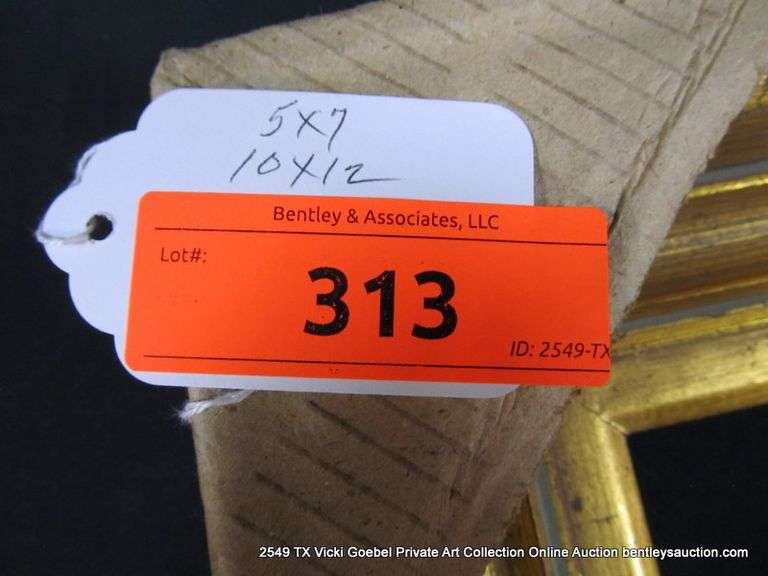 5X7
10X12
Bentley & Associates, LLC
Lot#:
313
ID: 2549-TX
2549 TX Vicki Goebel Private Art Collection Online Auction bentleysauction.com